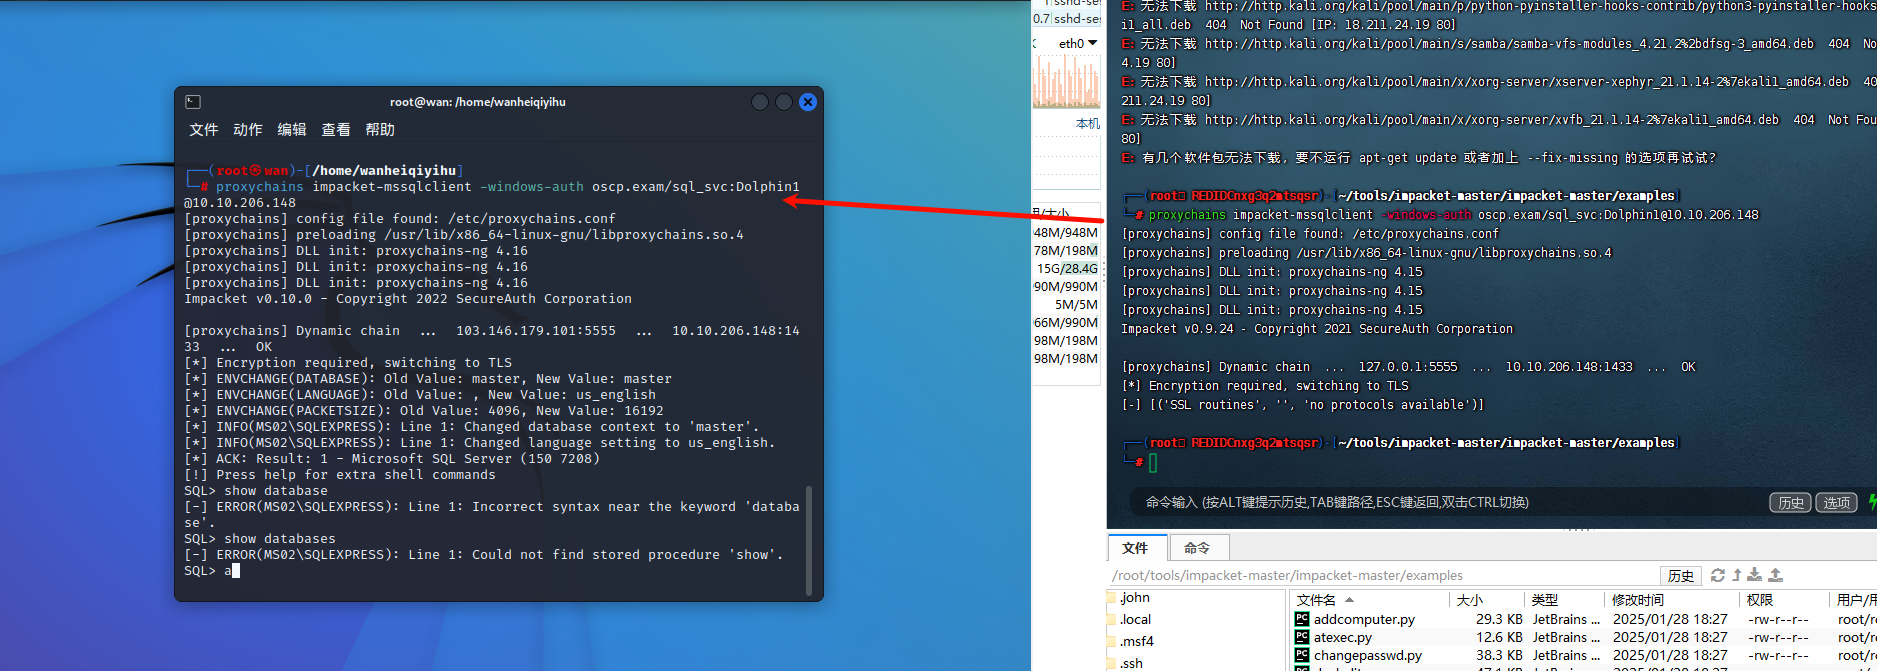 root@wan: /home/wanheiqiyihu
文件 动作 编辑 查看 帮助
┌──(root㉿wan)-[/home/wanheiqiyihu]
└─# proxychains impacket-mssqlclient -windows-auth oscp.exam/sql_svc:Dolphin1
@10.10.206.148
[proxychains] config file found: /etc/proxychains.conf
[proxychains] preloading /usr/lib/x86_64-linux-gnu/libproxychains.so.4
[proxychains] DLL init: proxychains-ng 4.16
[proxychains] DLL init: proxychains-ng 4.16
[proxychains] DLL init: proxychains-ng 4.16
Impacket v0.10.0 - Copyright 2022 SecureAuth Corporation
[proxychains] Dynamic chain ... 103.146.179.101:5555 ... 10.10.206.148:14
33 ... OK
[*] Encryption required, switching to TLS
[*] ENVCHANGE(DATABASE): Old Value: master, New Value: master
[*] ENVCHANGE(LANGUAGE): Old Value: , New Value: us_english
[*] ENVCHANGE(PACKETSIZE): Old Value: 4096, New Value: 16192
[*] INFO(MS02\SQLEXPRESS): Line 1: Changed database context to 'master'.
[*] INFO(MS02\SQLEXPRESS): Line 1: Changed language setting to us_english.
[*] ACK: Result: 1 - Microsoft SQL Server (150 7208)
[!] Press help for extra shell commands
SQL> show database
[-] ERROR(MS02\SQLEXPRESS): Line 1: Incorrect syntax near the keyword 'databa
se'.
SQL> show databases
[-] ERROR(MS02\SQLEXPRESS): Line 1: Could not find stored procedure 'show'.
SQL> a
1 sshd-ses
0.7 sshd-ses
eth0
本机
用/大小
948M/948M
78M/198M
15G/28.4G
990M/990M
5M/5M
966M/990M
98M/198M
98M/198M
E: 无法下载 http://http.kali.org/kali/pool/main/p/python-pyinstaller-hooks-contrib/python3-pyinstaller-hooks
i1_all.deb 404 Not Found [IP: 18.211.24.19 80]
E: 无法下载 http://http.kali.org/kali/pool/main/s/samba/samba-vfs-modules_4.21.2%2bdfsg-3_amd64.deb 404 No
4.19 80]
E: 无法下载 http://http.kali.org/kali/pool/main/x/xorg-server/xserver-xephyr_21.1.14-2%7ekali1_amd64.deb 40
211.24.19 80]
E: 无法下载 http://http.kali.org/kali/pool/main/x/xorg-server/xvfb_21.1.14-2%7ekali1_amd64.deb 404 Not Fou
80]
E: 有几个软件包无法下载, 要不运行 apt-get update 或者加上 --fix-missing 的选项再试试?
┌──(root REDIDCnxg3q2mtsqsr)-[~/tools/impacket-master/impacket-master/examples]
└─# proxychains impacket-mssqlclient -windows-auth oscp.exam/sql_svc:Dolphin1@10.10.206.148
[proxychains] config file found: /etc/proxychains.conf
[proxychains] preloading /usr/lib/x86_64-linux-gnu/libproxychains.so.4
[proxychains] DLL init: proxychains-ng 4.15
[proxychains] DLL init: proxychains-ng 4.15
[proxychains] DLL init: proxychains-ng 4.15
Impacket v0.9.24 - Copyright 2021 SecureAuth Corporation
[proxychains] Dynamic chain ... 127.0.0.1:5555 ... 10.10.206.148:1433 ... OK
[*] Encryption required, switching to TLS
[-] [('SSL routines', '', 'no protocols available')]
┌──(root REDIDCnxg3q2mtsqsr)-[~/tools/impacket-master/impacket-master/examples]
└─#
命令输入 (按ALT键提示历史,TAB键路径,ESC键返回,双击CTRL切换) 历史 选项
文件 命令
/root/tools/impacket-master/impacket-master/examples 历史
.john
.local
.msf4
.ssh
文件名 大小 类型 修改时间 权限 用户/用
addcomputer.py 29.3 KB JetBrains ... 2025/01/28 18:27 -rw-r--r-- root/ro
atexec.py 12.6 KB JetBrains ... 2025/01/28 18:27 -rw-r--r-- root/ro
changepasswd.py 38.3 KB JetBrains ... 2025/01/28 18:27 -rw-r--r-- root/ro